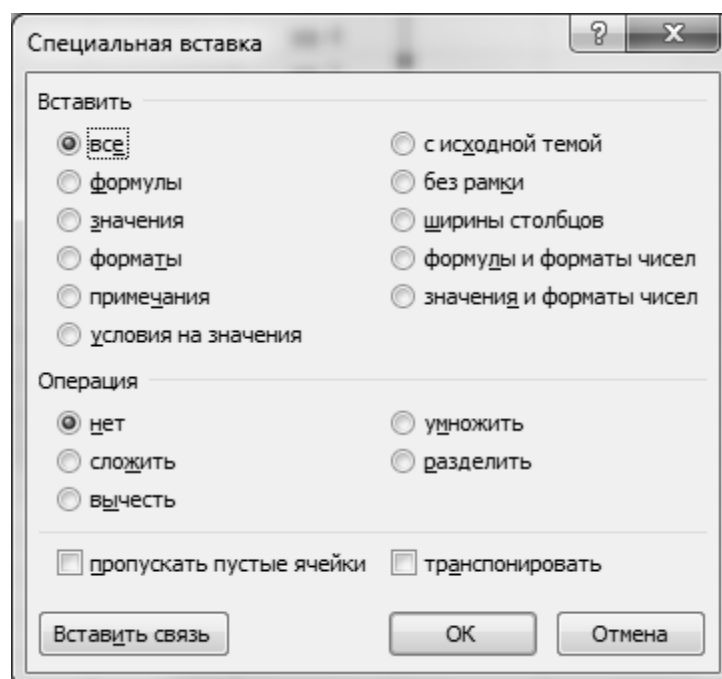 Специальная вставка
Вставить
все
с исходной темой
формулы
без рамки
значения
ширины столбцов
форматы
формулы и форматы чисел
примечания
значения и форматы чисел
условия на значения
Операция
нет
умножить
сложить
разделить
вычесть
пропускать пустые ячейки
транспонировать
Вставить связь
ОК
Отмена